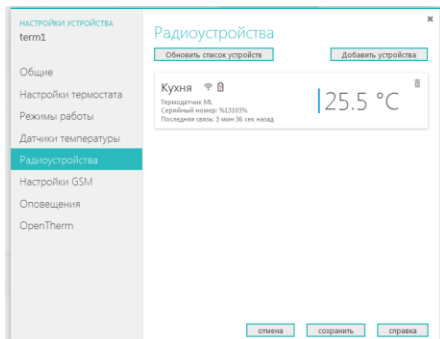 НАСТРОЙКИ УСТРОЙСТВА
term1
Общие
Настройки термостата
Режимы работы
Датчики температуры
Радиоустройства
Настройки GSM
Оповещения
OpenTherm
Радиоустройства
Обновить список устройств
Добавить устройства
Кухня
Термодатчик ML
Серийный номер: %13103%
Последняя связь: 3 мин 36 сек назад
25.5 °C
отмена
сохранить
справка